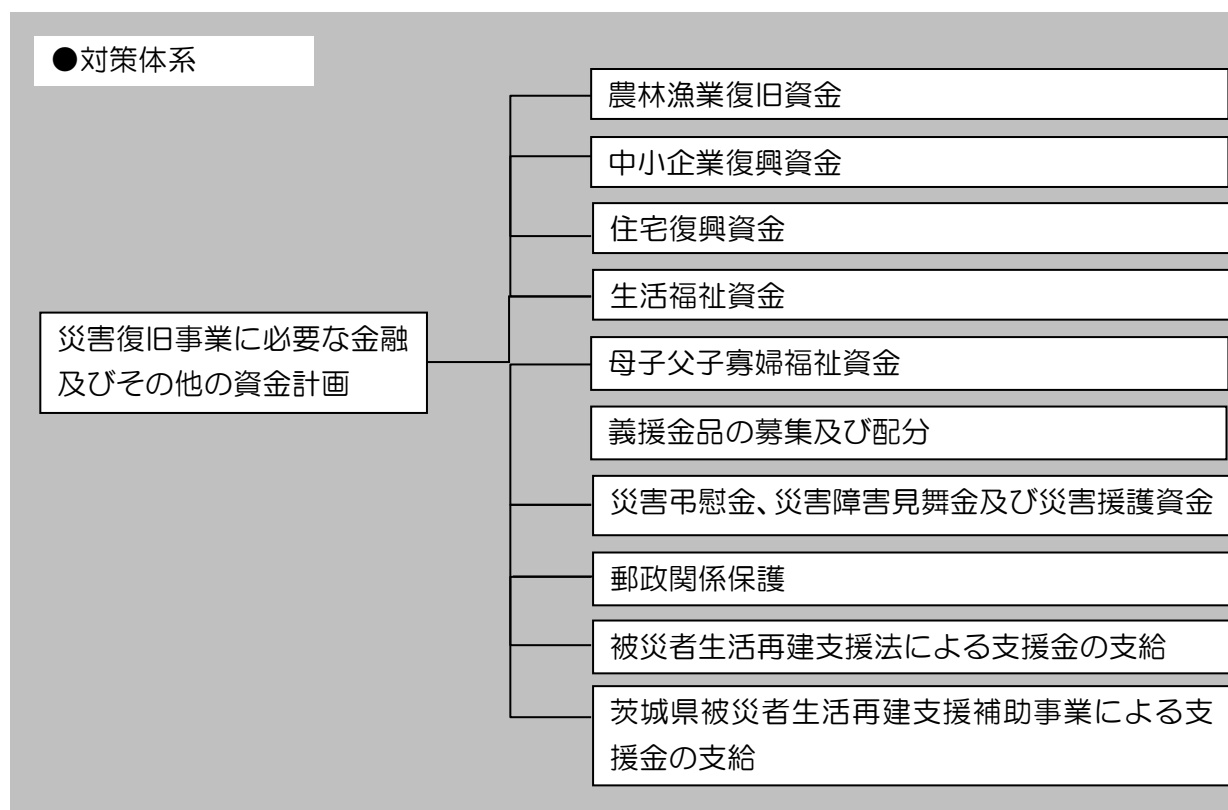 ●対策体系
農林漁業復旧資金
中小企業復興資金
住宅復興資金
生活福祉資金
災害復旧事業に必要な金融
及びその他の資金計画
母子父子寡婦福祉資金
義援金品の募集及び配分
災害弔慰金、災害障害見舞金及び災害援護資金
郵政関係保護
被災者生活再建支援法による支援金の支給
茨城県被災者生活再建支援補助事業による支
援金の支給